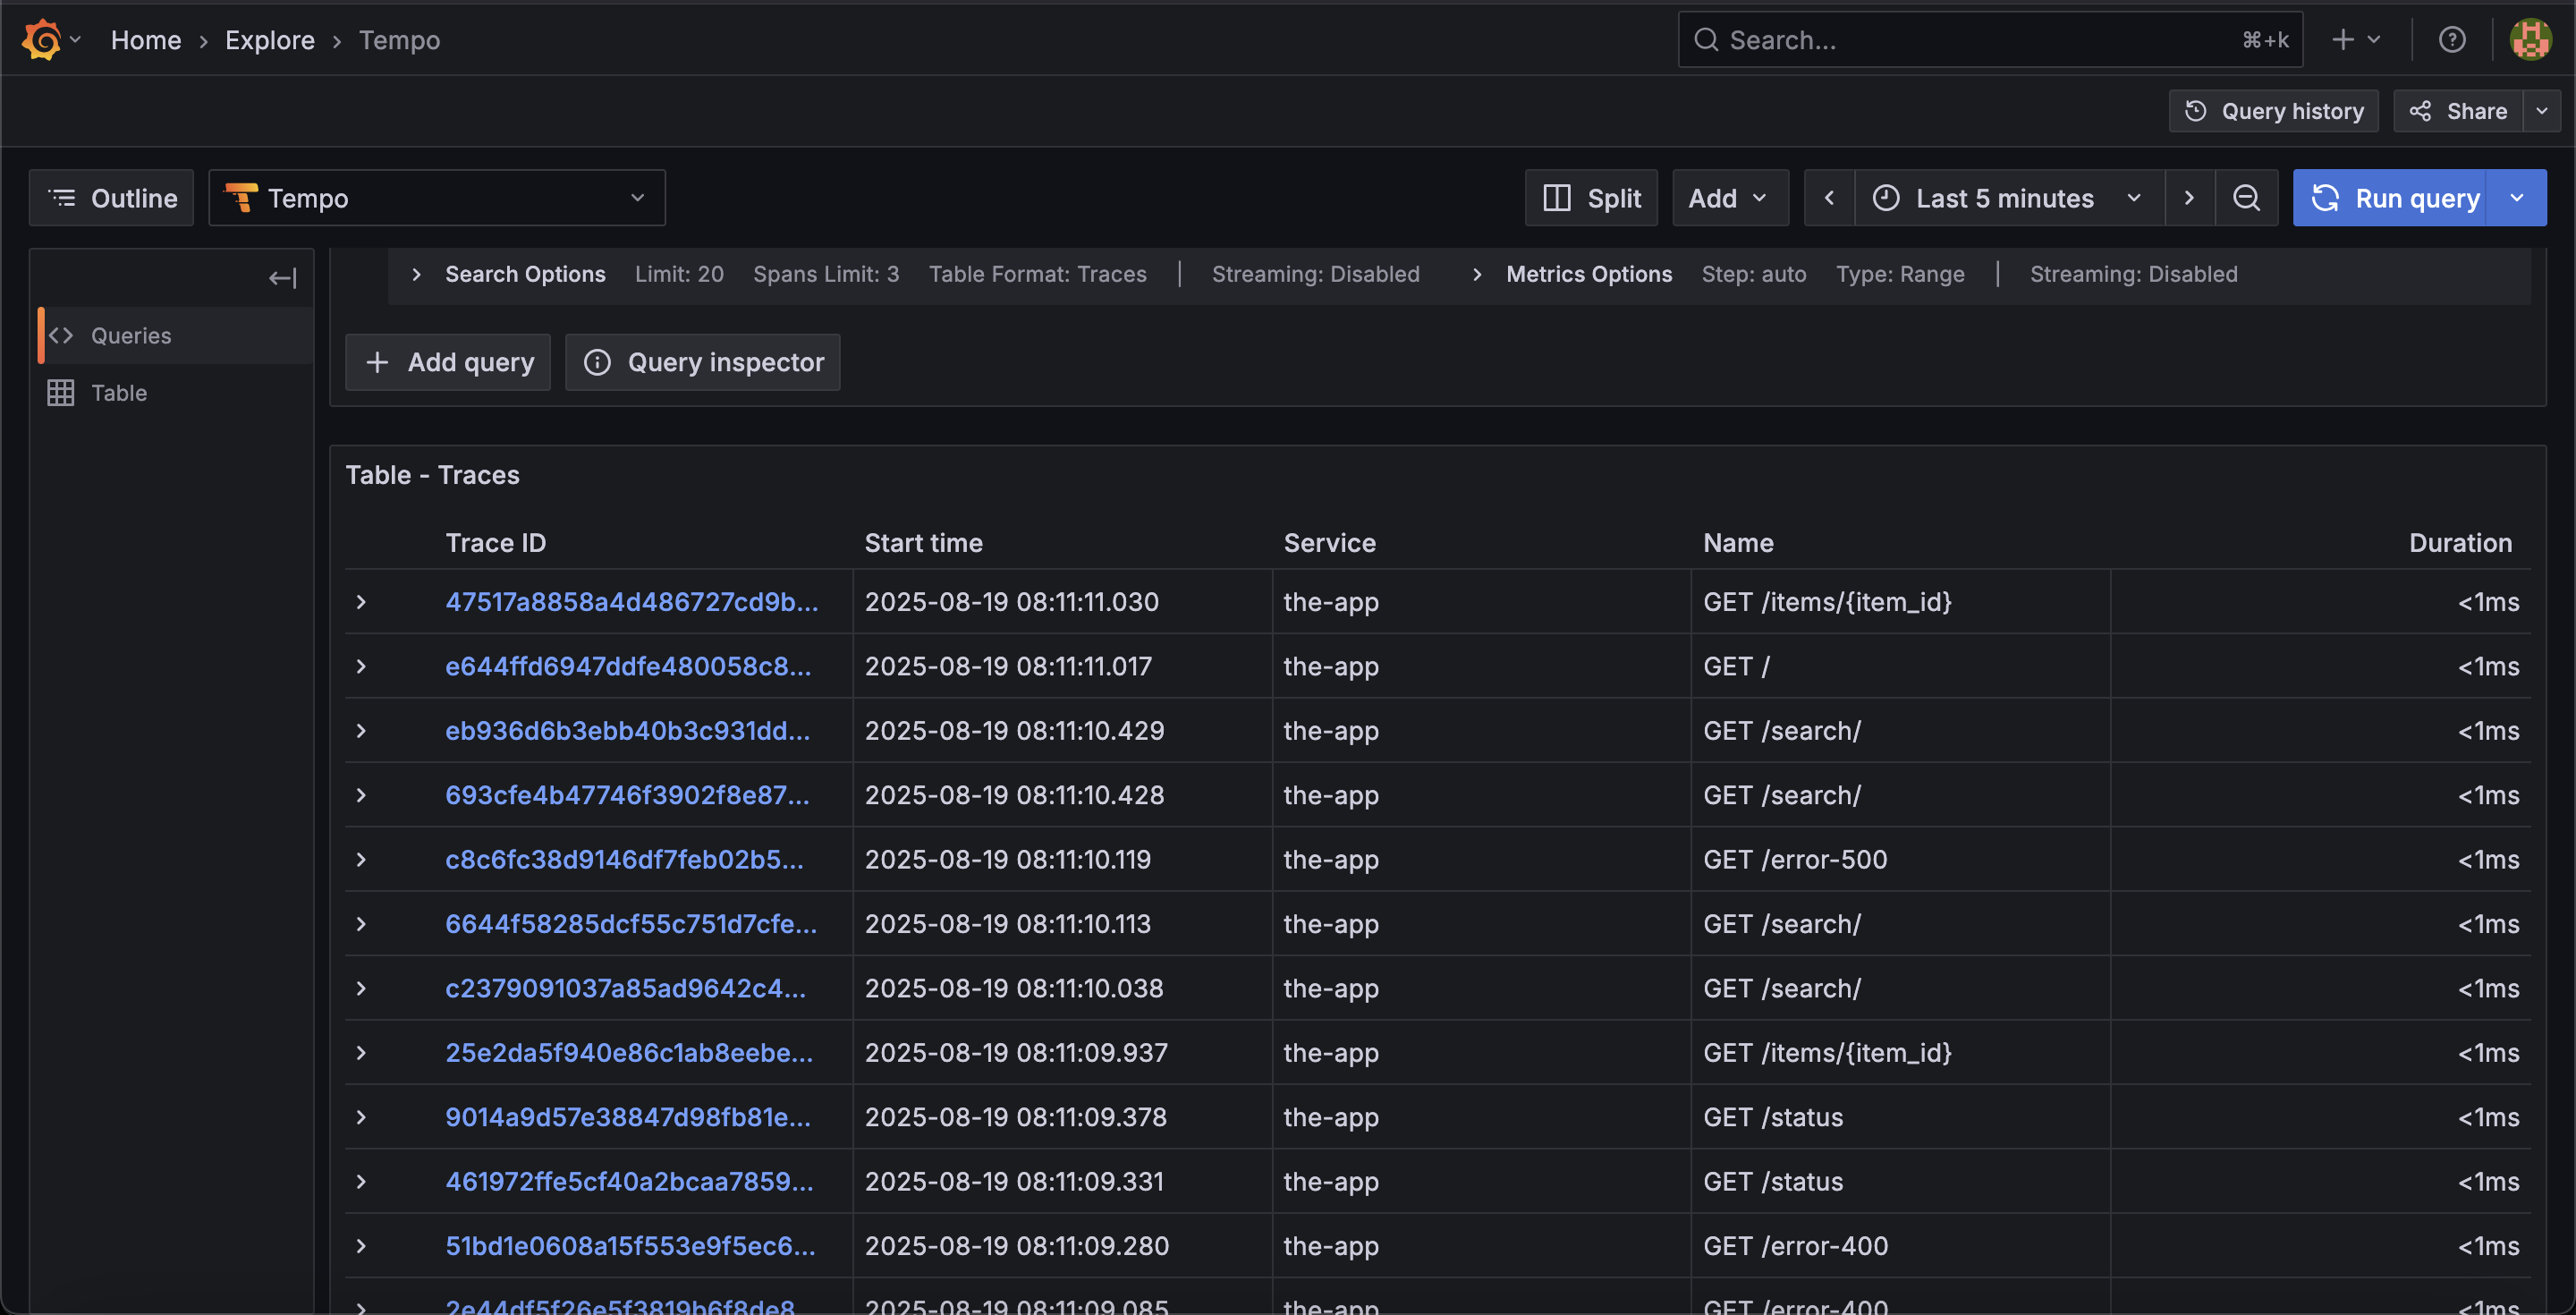 Home › Explore › Tempo Search... ⌘+k
Query history Share
Outline Tempo Split Add Last 5 minutes Run query
Search Options Limit: 20 Spans Limit: 3 Table Format: Traces | Streaming: Disabled Metrics Options Step: auto Type: Range | Streaming: Disabled
Queries
Table
+ Add query Query inspector
Table - Traces
Trace ID Start time Service Name Duration
47517a8858a4d486727cd9b... 2025-08-19 08:11:11.030 the-app GET /items/{item_id} <1ms
e644ffd6947ddfe480058c8... 2025-08-19 08:11:11.017 the-app GET / <1ms
eb936d6b3ebb40b3c931dd... 2025-08-19 08:11:10.429 the-app GET /search/ <1ms
693cfe4b47746f3902f8e87... 2025-08-19 08:11:10.428 the-app GET /search/ <1ms
c8c6fc38d9146df7feb02b5... 2025-08-19 08:11:10.119 the-app GET /error-500 <1ms
6644f58285dcf55c751d7cfe... 2025-08-19 08:11:10.113 the-app GET /search/ <1ms
c2379091037a85ad9642c4... 2025-08-19 08:11:10.038 the-app GET /search/ <1ms
25e2da5f940e86c1ab8eebe... 2025-08-19 08:11:09.937 the-app GET /items/{item_id} <1ms
9014a9d57e38847d98fb81e... 2025-08-19 08:11:09.378 the-app GET /status <1ms
461972ffe5cf40a2bcaa7859... 2025-08-19 08:11:09.331 the-app GET /status <1ms
51bd1e0608a15f553e9f5ec6... 2025-08-19 08:11:09.280 the-app GET /error-400 <1ms
2e44df5f26e5f3819b6f8de8 2025-08-19 08:11:09.085 the-app GET /error-400 <1ms